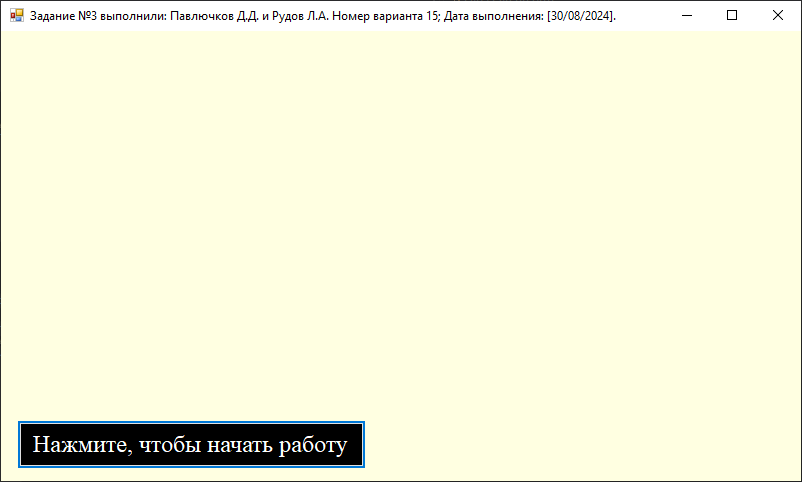 Задание №3 выполнили: Павлючков Д.Д. и Рудов Л.А. Номер варианта 15; Дата выполнения: [30/08/2024].
Нажмите, чтобы начать работу